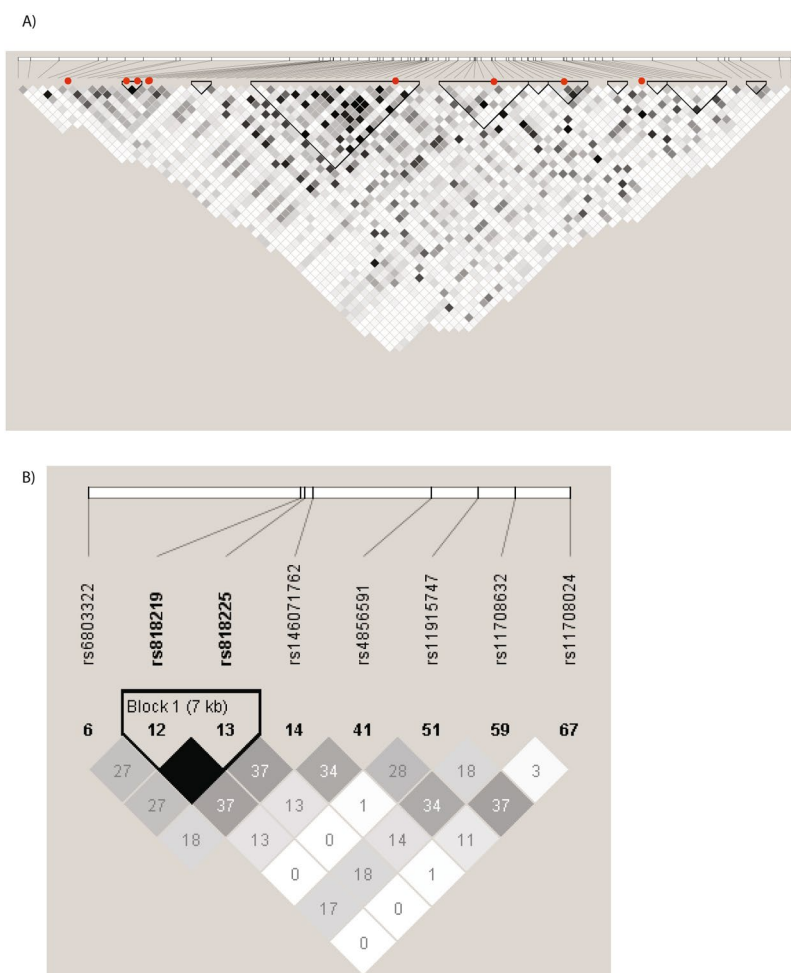 A)
B)
rs6803322
rs818219
rs818225
rs146071762
rs4856591
rs11915747
rs11708632
rs11708024
Block 1 (7 kb)
6 12 13 14 41 51 59 67
27 37 34 28 18 3
27 37 13 1 34 37
18 13 0 14 11
0 18 1
17 0
0